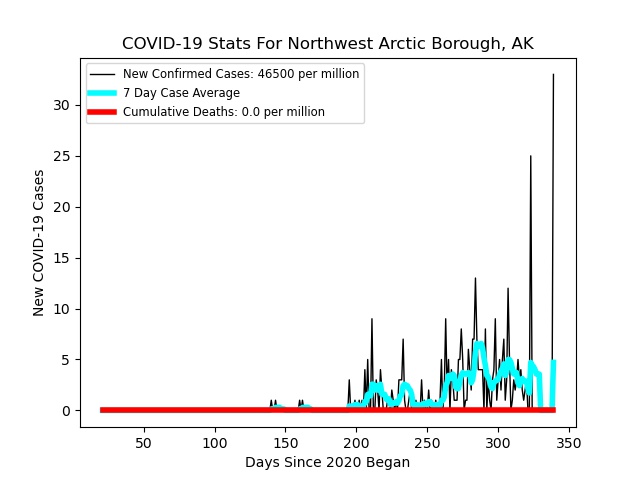 COVID-19 Stats For Northwest Arctic Borough, AK
New Confirmed Cases: 46500 per million
7 Day Case Average
Cumulative Deaths: 0.0 per million
New COVID-19 Cases
30
25
20
15
10
5
0
50
100
150
200
250
300
350
Days Since 2020 Began